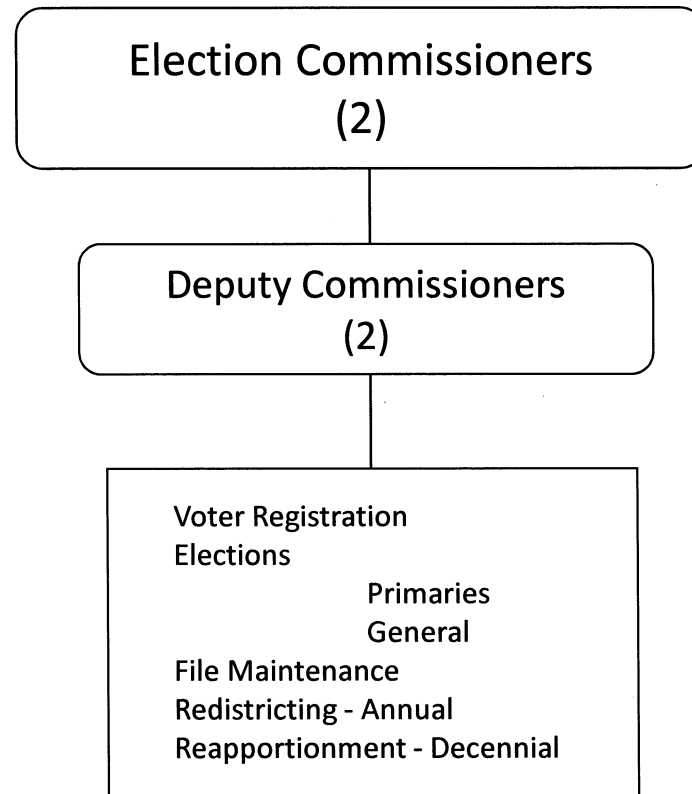 Election Commissioners
(2)
Deputy Commissioners
(2)
Voter Registration
Elections
Primaries
General
File Maintenance
Redistricting - Annual
Reapportionment - Decennial